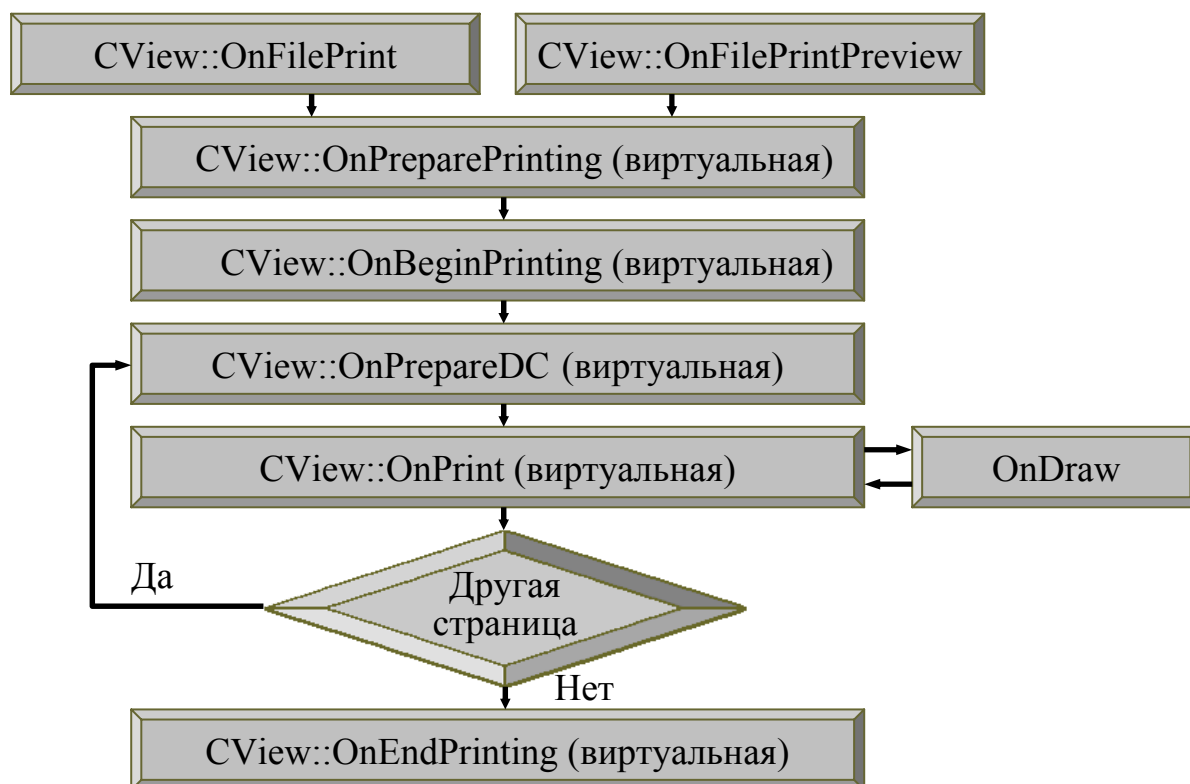 CView::OnFilePrint
CView::OnFilePrintPreview
CView::OnPreparePrinting (виртуальная)
CView::OnBeginPrinting (виртуальная)
CView::OnPrepareDC (виртуальная)
CView::OnPrint (виртуальная)
OnDraw
Да
Другая
страница
Нет
CView::OnEndPrinting (виртуальная)